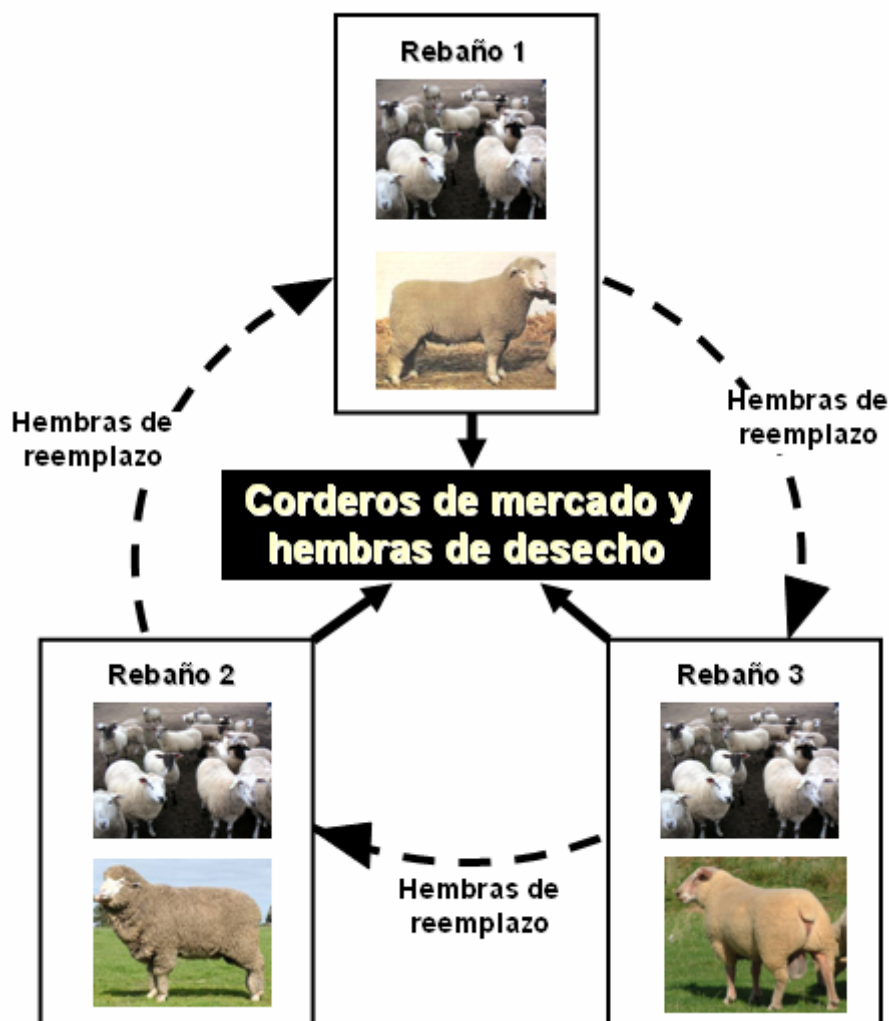 Rebaño 1
Hembras de
reemplazo
Hembras de
reemplazo
Corderos de mercado y
hembras de desecho
Rebaño 2
Rebaño 3
Hembras de
reemplazo